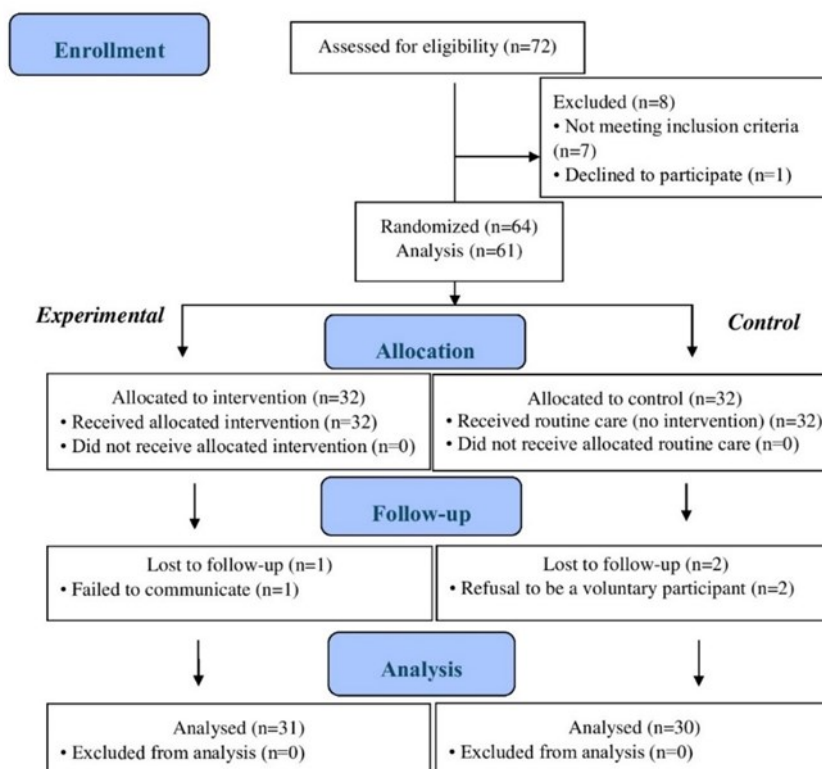 Enrollment
Assessed for eligibility (n=72)
Excluded (n=8)
• Not meeting inclusion criteria
(n=7)
• Declined to participate (n=1)
Randomized (n=64)
Analysis (n=61)
Experimental
Control
Allocation
Allocated to intervention (n=32)
• Received allocated intervention (n=32)
• Did not receive allocated intervention (n=0)
Allocated to control (n=32)
• Received routine care (no intervention) (n=32)
• Did not receive allocated routine care (n=0)
Follow-up
Lost to follow-up (n=1)
• Failed to communicate (n=1)
Lost to follow-up (n=2)
• Refusal to be a voluntary participant (n=2)
Analysis
Analysed (n=31)
• Excluded from analysis (n=0)
Analysed (n=30)
• Excluded from analysis (n=0)